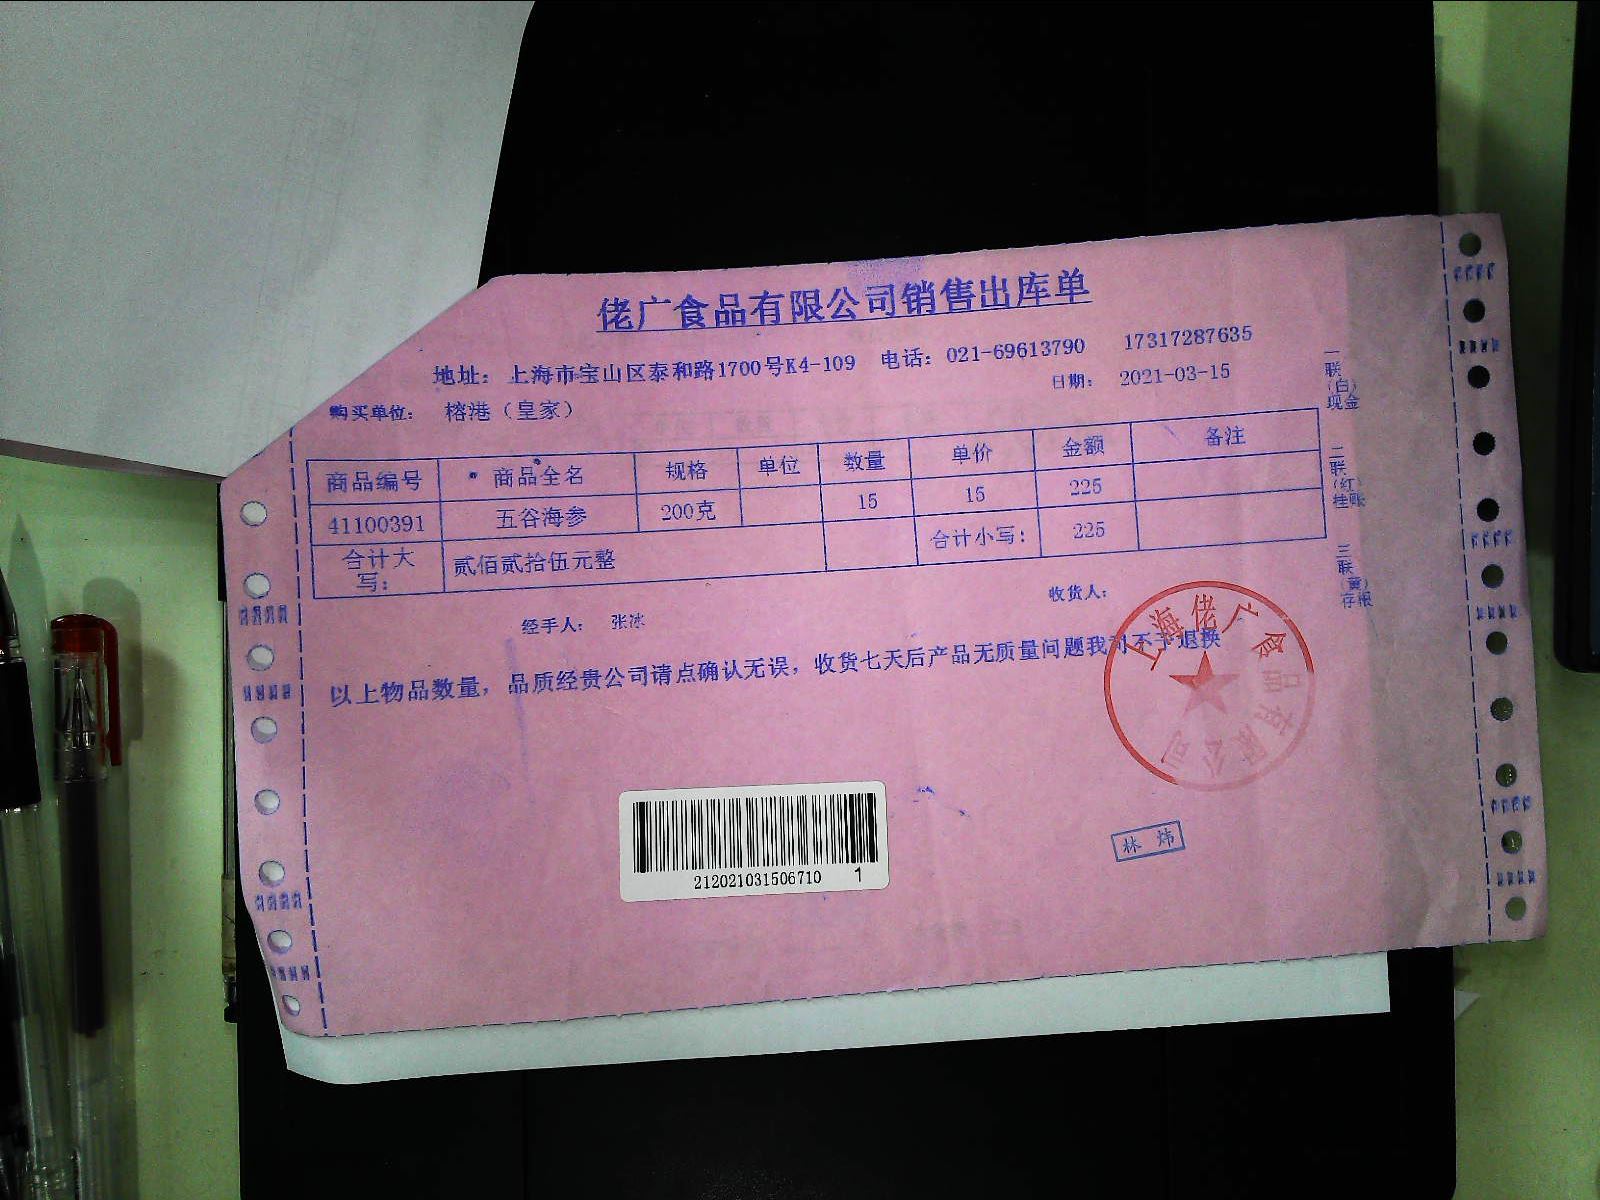 佬广食品有限公司销售出库单
地址： 上海市宝山区泰和路1700号K4-109 电话： 021-69613790 17317287635
购买单位： 榕港（皇家） 日期： 2021-03-15
商品编号 商品全名 规格 单位 数量 单价 金额 备注
41100391 五谷海参 200克 15 15 225
合计大写： 贰佰贰拾伍元整 合计小写： 225
经手人： 张冰 收货人：
以上物品数量，品质经贵公司请点确认无误，收货七天后产品无质量问题我司不予退换
一联（白）现金
二联（红）挂账
三联（黄）存根
上海佬广食品有限公司
林炜
212021031506710 1